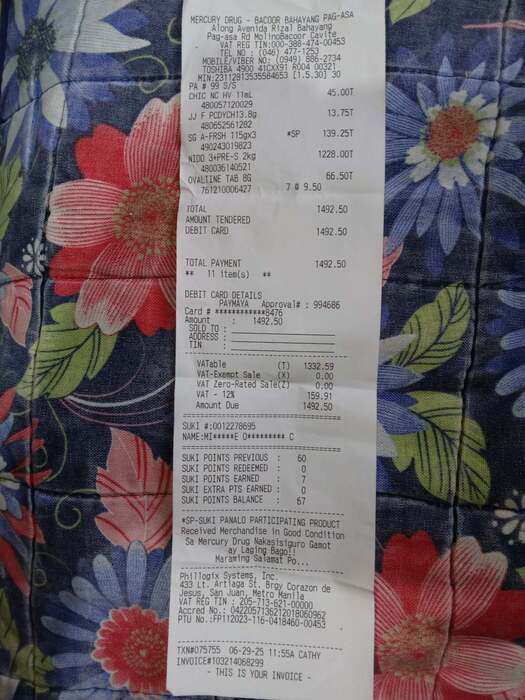 MERCURY DRUG - BACOOR BAHAYANG PAG-ASA
Along Avenida Rizal Bahayang
Pag-asa Rd MolinoBacoor Cavite
VAT REG TIN:000-388-474-00453
TEL NO : (046) 477-1253
MOBILE/VIBER NO: (0949) 886-2734
TOSHIBA 4900 41CXX91 R004 00321
MIN:23112813535584653 [1.5.30] 30
PA # 99 S/S
CHIC NC HV 11mL 45.00T
480057120029
JJ F PCDYCH13.8g 13.75T
480652561202
SG A-FRSH 115gx3 *SP 139.25T
490243019823
NIDO 3+PRE-S 2kg 1228.00T
480036140521
OVALTINE TAB 8G 66.50T
761210006427 7 @ 9.50
TOTAL 1492.50
AMOUNT TENDERED
DEBIT CARD 1492.50
TOTAL PAYMENT 1492.50
** 11 item(s) **
DEBIT CARD DETAILS
PAYMAYA Approval# : 994686
Card # ************8476
Amount : 1492.50
SOLD TO :
ADDRESS :
TIN :
VATable (T) 1332.59
VAT-Exempt Sale (X) 0.00
VAT Zero-Rated Sale(Z) 0.00
VAT - 12% 159.91
Amount Due 1492.50
SUKI #:0012278695
NAME:MI*****E O********* C
SUKI POINTS PREVIOUS : 60
SUKI POINTS REDEEMED : 0
SUKI POINTS EARNED : 7
SUKI EXTRA PTS EARNED : 0
SUKI POINTS BALANCE : 67
*SP-SUKI PANALO PARTICIPATING PRODUCT
Received Merchandise in Good Condition
Sa Mercury Drug Nakasisiguro Gamot
ay Laging Bago!!
Maraming Salamat Po...
Phillogix Systems, Inc.
433 Lt. Artiaga St. Brgy Corazon de
Jesus, San Juan, Metro Manila
VAT REG TIN : 205-713-621-00000
Accred No.: 0422057136212018060962
PTU No.:FP112023-116-0418460-00453
TXN#075755 06-29-25 11:55A CATHY
INVOICE#103214068299
- THIS IS YOUR INVOICE -